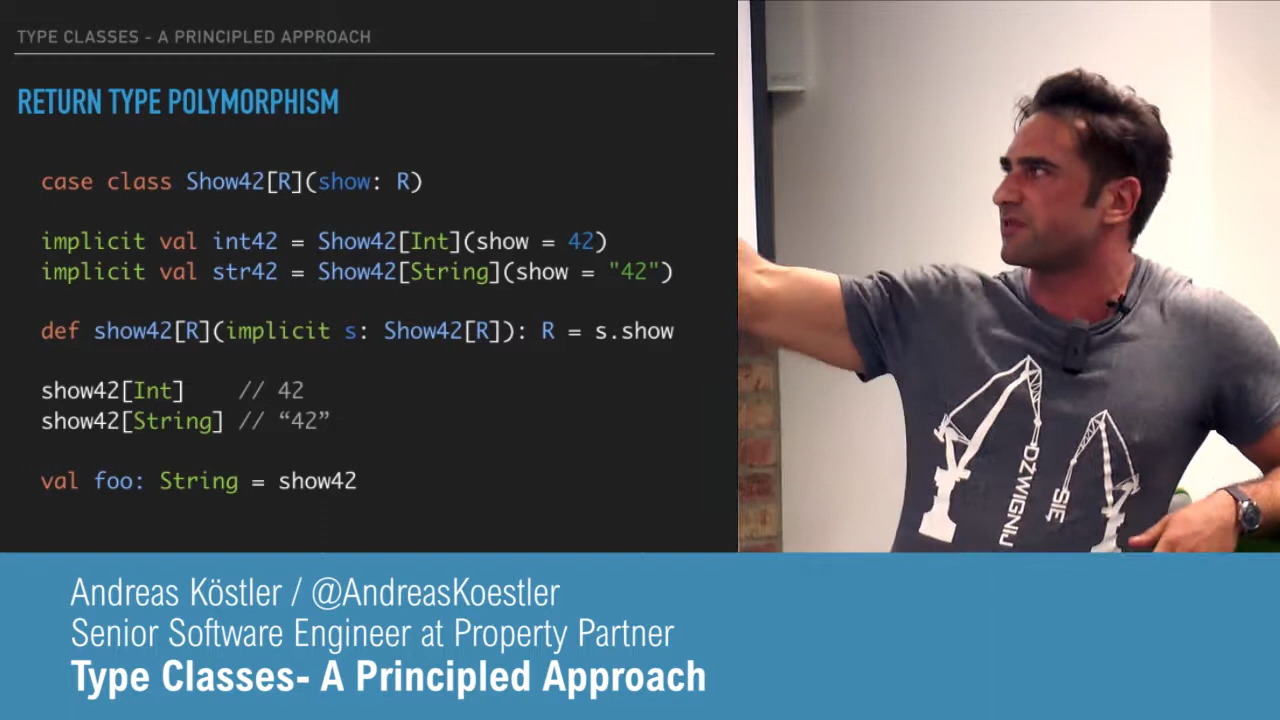 TYPE CLASSES - A PRINCIPLED APPROACH
RETURN TYPE POLYMORPHISM
case class Show42[R](show: R)
implicit val int42 = Show42[Int](show = 42)
implicit val str42 = Show42[String](show = "42")
def show42[R](implicit s: Show42[R]): R = s.show
show42[Int] // 42
show42[String] // “42”
val foo: String = show42
DZWIGNIJ
SIĘ
Andreas Köstler / @AndreasKoestler
Senior Software Engineer at Property Partner
Type Classes- A Principled Approach